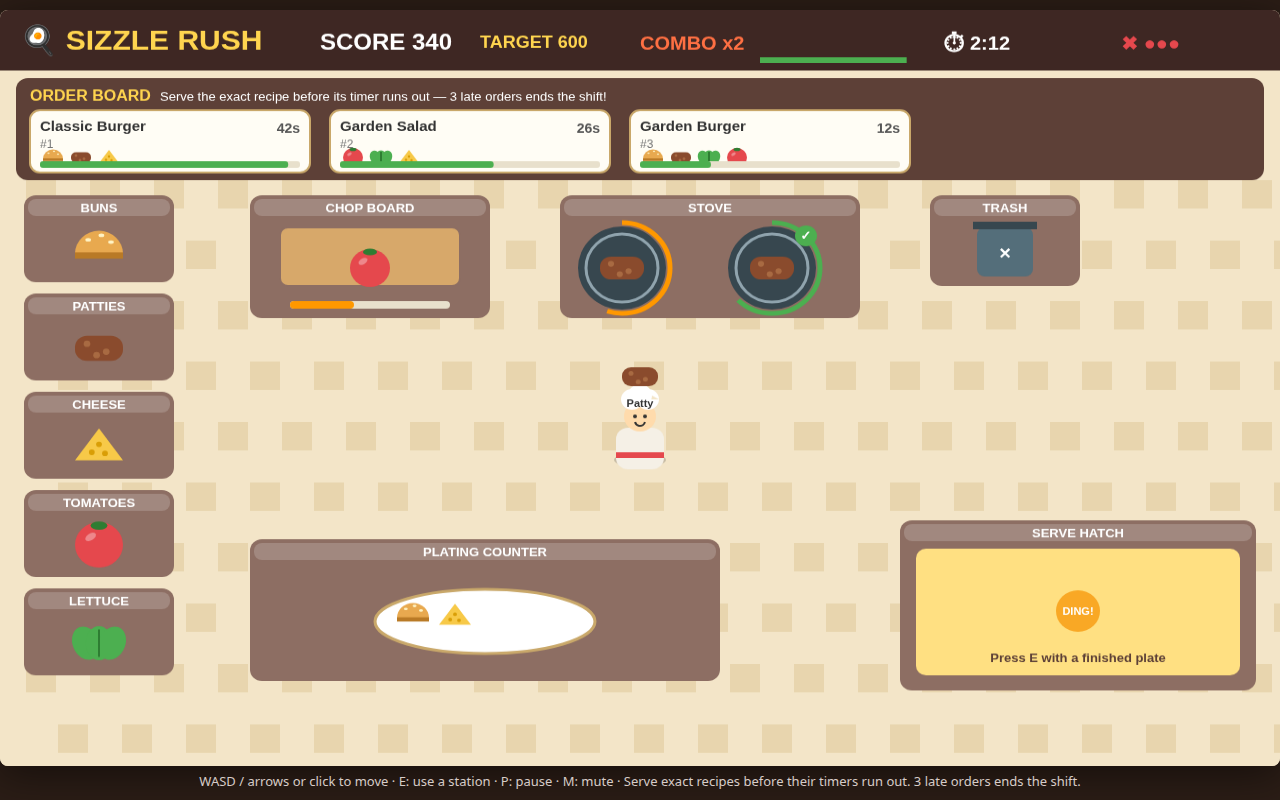 SIZZLE RUSH
SCORE 340
TARGET 600
COMBO x2
2:12
ORDER BOARD Serve the exact recipe before its timer runs out — 3 late orders ends the shift!
Classic Burger 42s
#1
Garden Salad 26s
#2
Garden Burger 12s
#3
BUNS
CHOP BOARD
STOVE
TRASH
PATTIES
CHEESE
Patty
TOMATOES
LETTUCE
PLATING COUNTER
SERVE HATCH
DING!
Press E with a finished plate
WASD / arrows or click to move · E: use a station · P: pause · M: mute · Serve exact recipes before their timers run out. 3 late orders ends the shift.